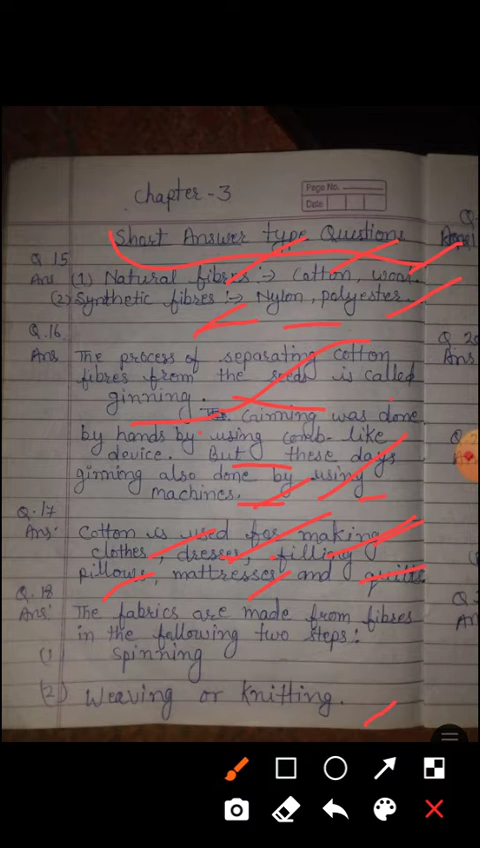 Chapter - 3
Page No.
Date
Short Answer type Questions
Q.15
Ans (1) Natural fibres :→ Cotton, wool.
(2) Synthetic fibres :→ Nylon, polyester.
Q.16
Ans The process of separating cotton
fibres from the seeds is called
ginning.
Ginning was done
by hands by using comb-like
device. But these days
ginning also done by using
machines.
Q.17
Ans: Cotton is used for making
clothes, dresses, filling
pillows, mattresses and quilts
Q.18
Ans: The fabrics are made from fibres
in the following two steps:
(1 Spinning
(2) Weaving or knitting.
Q
Ans
Q. 20
Ans
Q
Q
An